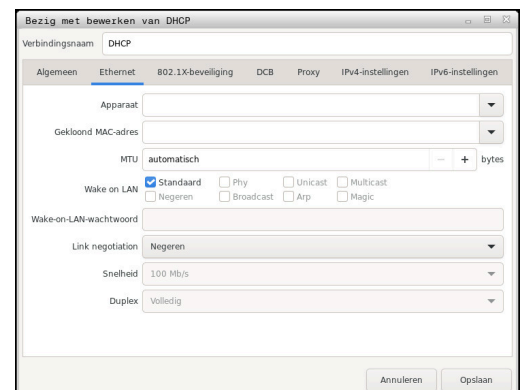 Bezig met bewerken van DHCP
Verbindingsnaam DHCP
Algemeen Ethernet 802.1X-beveiliging DCB Proxy IPv4-instellingen IPv6-instellingen
Apparaat
Gekloond MAC-adres
MTU automatisch − + bytes
Wake on LAN Standaard Phy Unicast Multicast
Negeren Broadcast Arp Magic
Wake-on-LAN-wachtwoord
Link negotiation Negeren
Snelheid 100 Mb/s
Duplex Volledig
Annuleren Opslaan